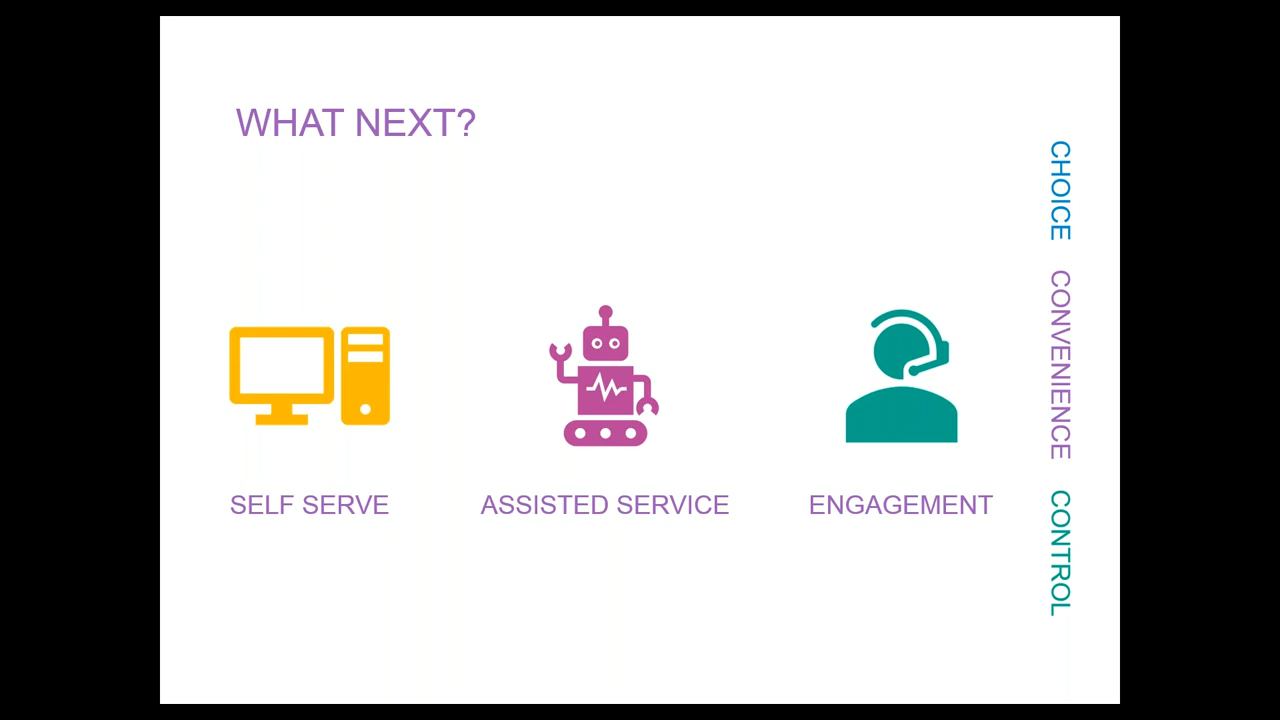 WHAT NEXT?
SELF SERVE
ASSISTED SERVICE
ENGAGEMENT
CHOICE
CONVENIENCE
CONTROL